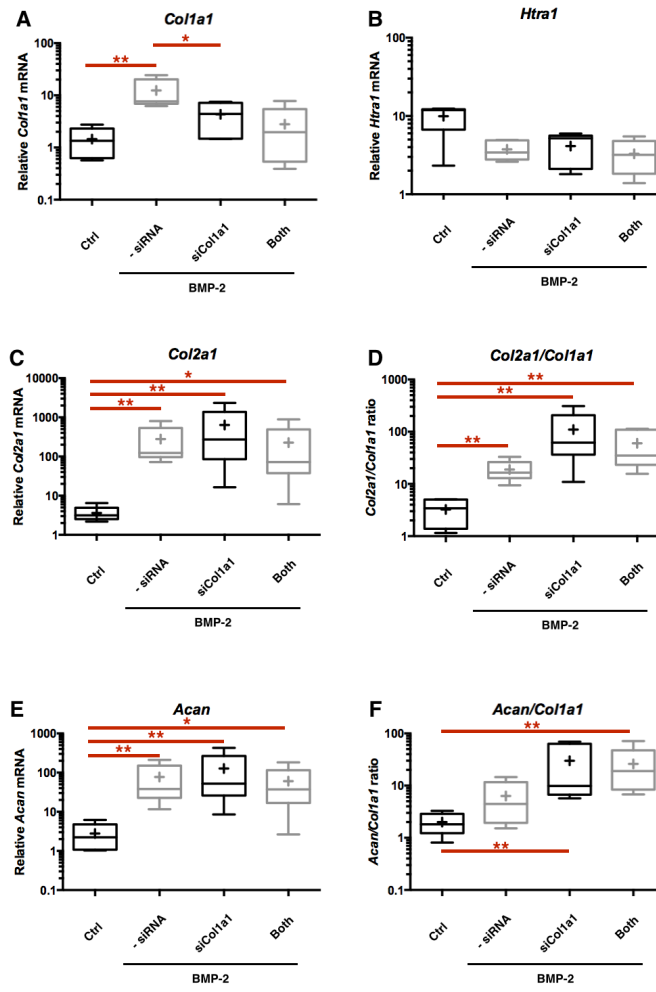 A
Col1a1
Relative Col1a1 mRNA
100
10
1
0.1
**
*
Ctrl
- siRNA
siCol1a1
Both
BMP-2
B
Htra1
Relative Htra1 mRNA
100
10
1
Ctrl
- siRNA
siCol1a1
Both
BMP-2
C
Col2a1
Relative Col2a1 mRNA
10000
1000
100
10
1
*
**
**
Ctrl
- siRNA
siCol1a1
Both
BMP-2
D
Col2a1/Col1a1
Col2a1/Col1a1 ratio
1000
100
10
1
**
**
**
Ctrl
- siRNA
siCol1a1
Both
BMP-2
E
Acan
Relative Acan mRNA
1000
100
10
1
0.1
*
**
**
Ctrl
- siRNA
siCol1a1
Both
BMP-2
F
Acan/Col1a1
Acan/Col1a1 ratio
100
10
1
0.1
**
**
Ctrl
- siRNA
siCol1a1
Both
BMP-2